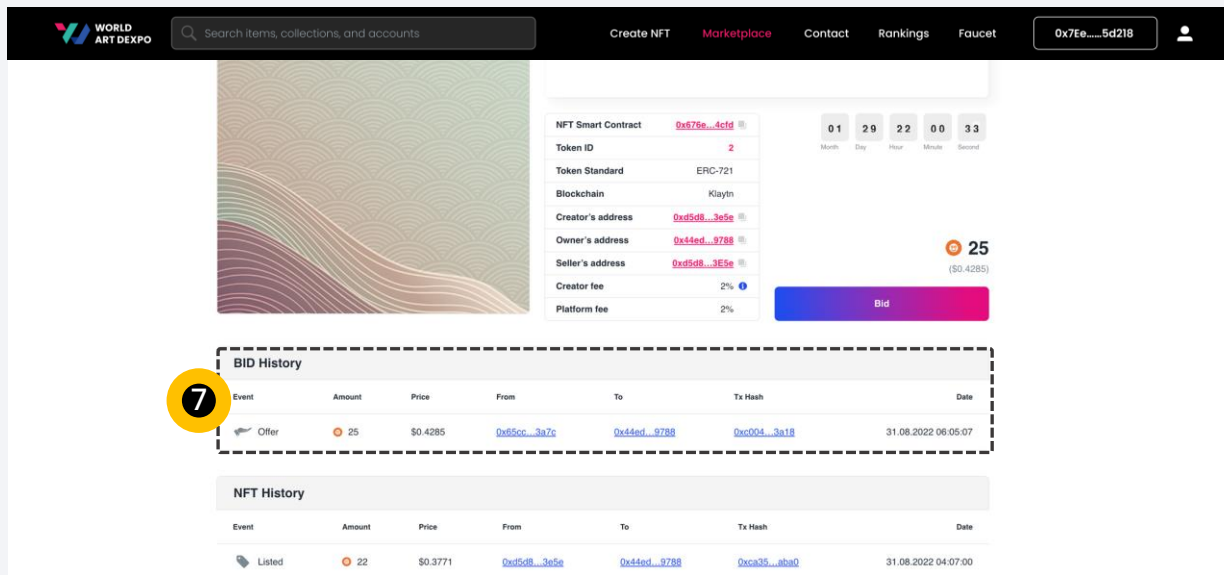 WORLD
ART DEXPO
Search items, collections, and accounts
Create NFT Marketplace Contact Rankings Faucet 0x7Ee......5d218
NFT Smart Contract 0x676e...4cfd
Token ID 2
Token Standard ERC-721
Blockchain Klaytn
Creator's address 0xd5d8...3e5e
Owner's address 0x44ed...9788
Seller's address 0xd5d8...3E5e
Creator fee 2%
Platform fee 2%
01 29 22 00 33
Month Day Hour Minute Second
25
($0.4285)
Bid
7
BID History
Event Amount Price From To Tx Hash Date
Offer 25 $0.4285 0x65cc...3a7c 0x44ed...9788 0xc004...3a18 31.08.2022 06:05:07
NFT History
Event Amount Price From To Tx Hash Date
Listed 22 $0.3771 0xd5d8...3e5e 0x44ed...9788 0xca35...aba0 31.08.2022 04:07:00